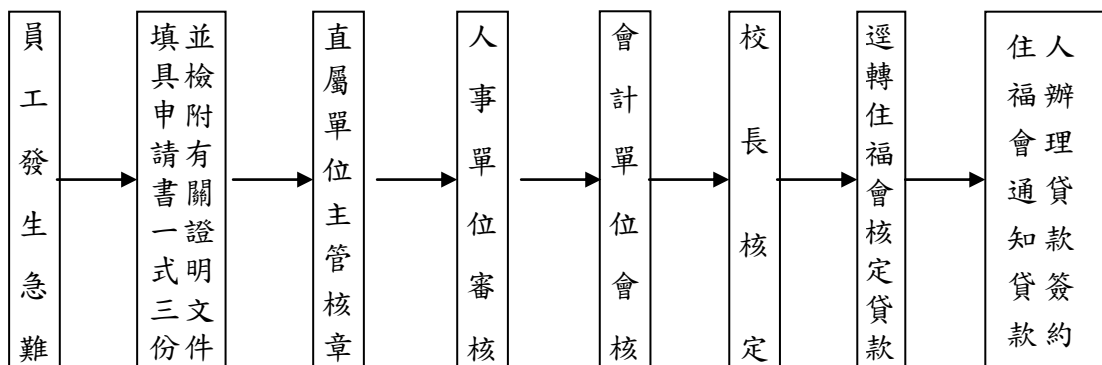 員工發生急難
填具申請書一式三份
並檢附有關證明文件
直屬單位主管核章
人事單位審核
會計單位會核
校長核定
逕轉住福會核定貸款
住福會通知貸款
人辦理貸款簽約